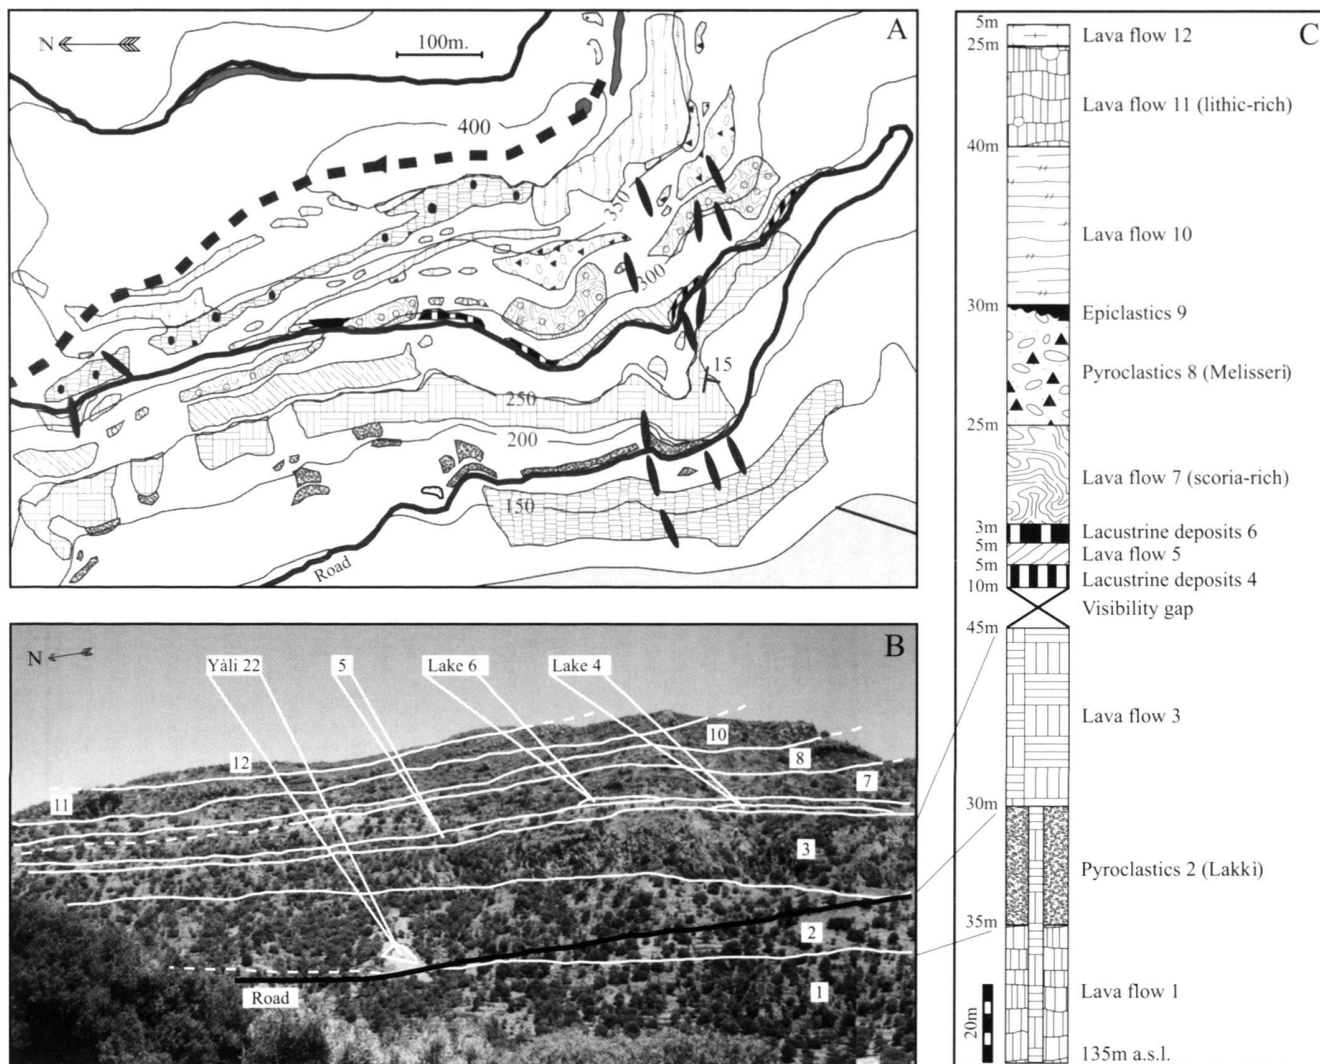 A
N
100m.
400
350
300
15
250
200
150
Road
B
N
Yàli 22
5
Lake 6
Lake 4
10
12
8
7
11
3
2
1
Road
C
5m
Lava flow 12
25m
Lava flow 11 (lithic-rich)
40m
Lava flow 10
30m
Epiclastics 9
Pyroclastics 8 (Melisserì)
25m
Lava flow 7 (scoria-rich)
3m
Lacustrine deposits 6
5m
Lava flow 5
5m
Lacustrine deposits 4
10m
Visibility gap
45m
Lava flow 3
30m
Pyroclastics 2 (Lakkì)
35m
Lava flow 1
20m
135m a.s.l.